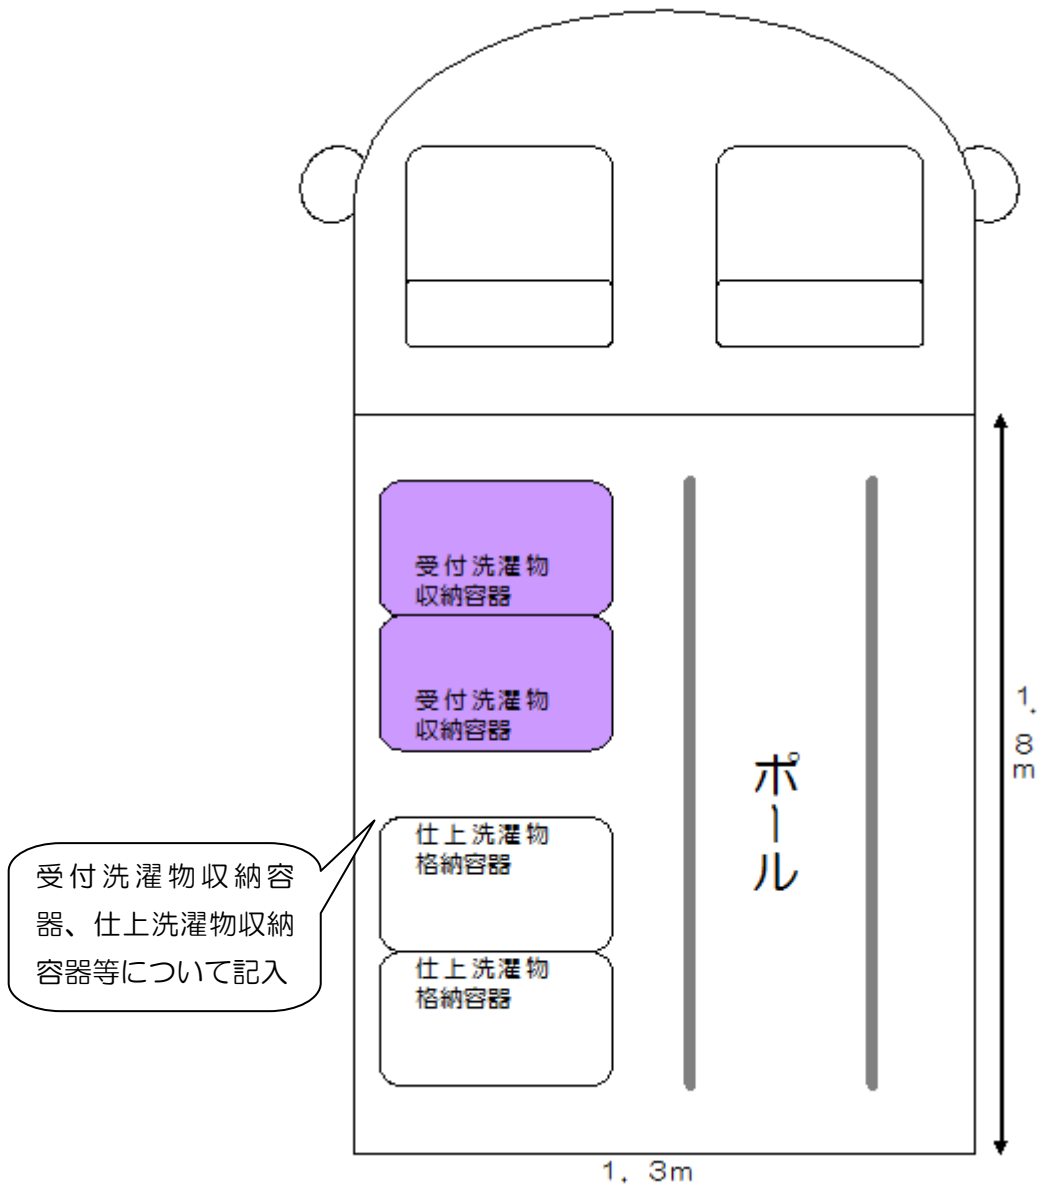 受付洗濯物
収納容器
受付洗濯物
収納容器
仕上洗濯物
格納容器
仕上洗濯物
格納容器
ポール
1．8m
1．3m
受付洗濯物収納容
器、仕上洗濯物収納
容器等について記入